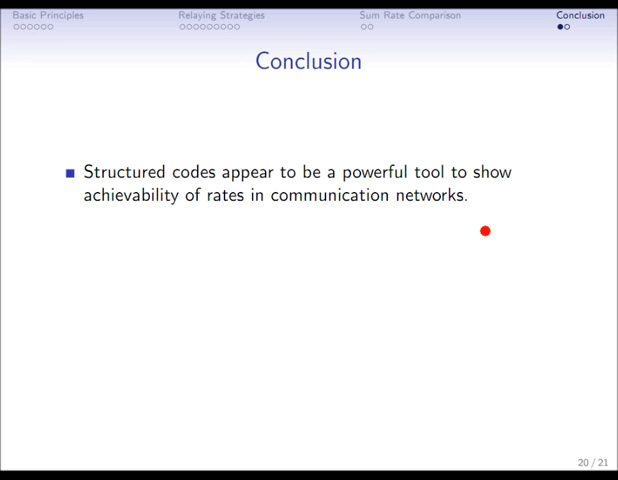 Basic Principles Relaying Strategies Sum Rate Comparison Conclusion
Conclusion
Structured codes appear to be a powerful tool to show
achievability of rates in communication networks.
20 / 21